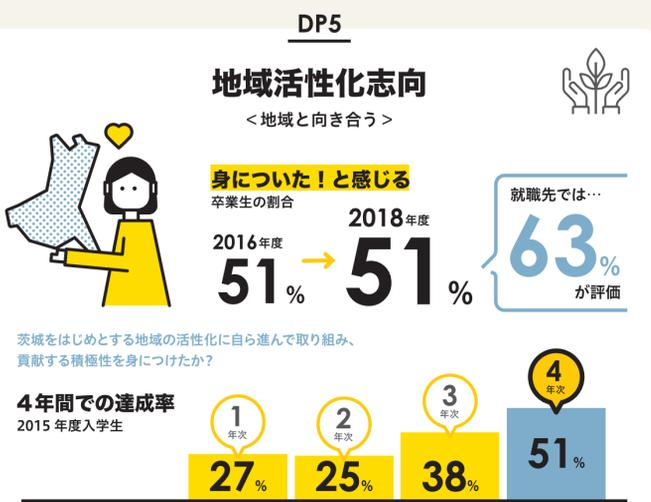 DP5
地域活性化志向
<地域と向き合う>
身についた!と感じる
卒業生の割合
2016年度
51%
→
2018年度
51%
就職先では…
63%
が評価
茨城をはじめとする地域の活性化に自ら進んで取り組み、
貢献する積極性を身につけたか?
4年間での達成率
2015年度入学生
1
年次
27%
2
年次
25%
3
年次
38%
4
年次
51%